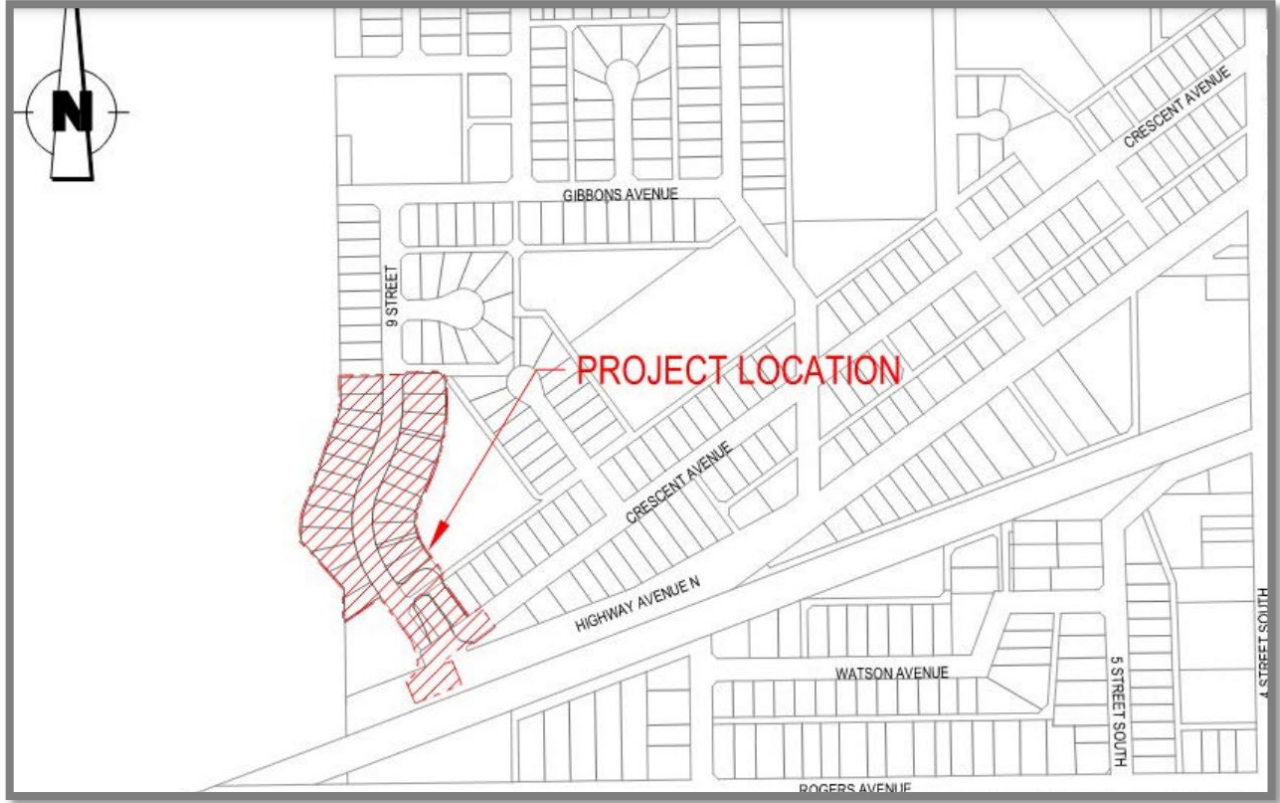 N
CRESCENT AVENUE
GIBBONS AVENUE
9 STREET
PROJECT LOCATION
CRESCENT AVENUE
HIGHWAY AVENUE N
4 STREET SOUTH
WATSON AVENUE
5 STREET SOUTH
ROGERS AVENUE